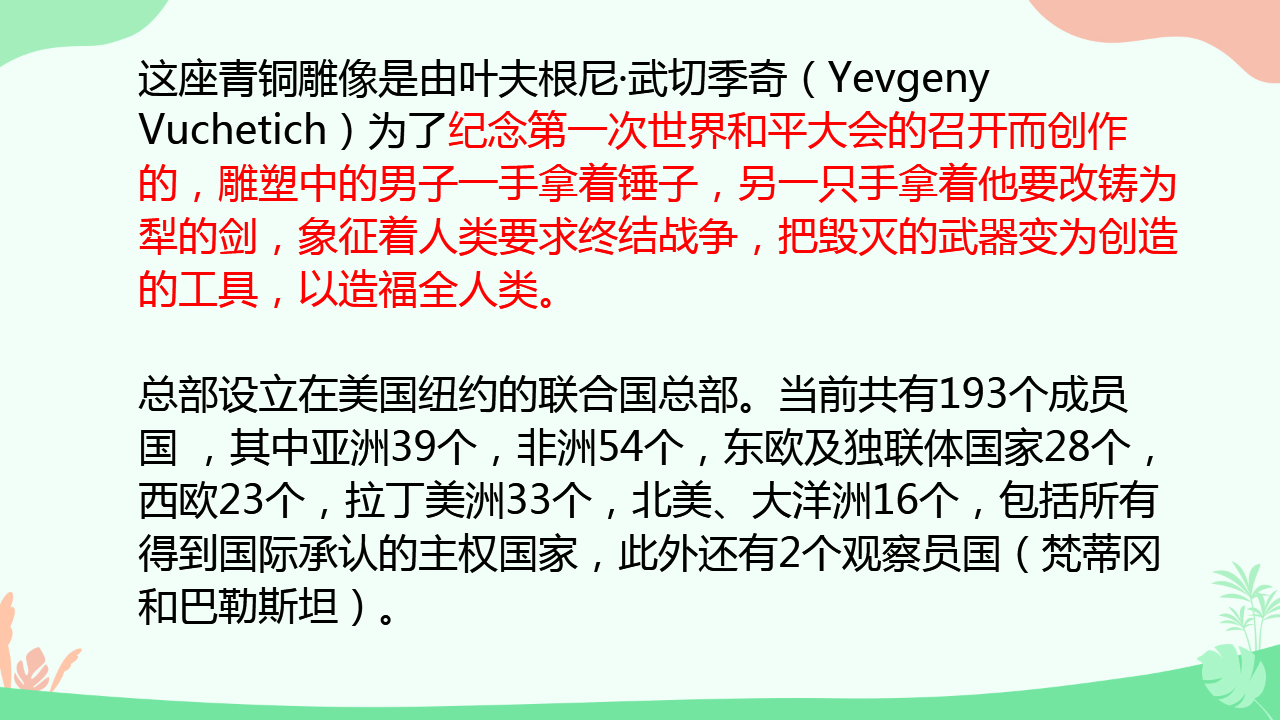 这座青铜雕像是由叶夫根尼·武切季奇（Yevgeny
Vuchetich）为了纪念第一次世界和平大会的召开而创作
的，雕塑中的男子一手拿着锤子，另一只手拿着他要改铸为
犁的剑，象征着人类要求终结战争，把毁灭的武器变为创造
的工具，以造福全人类。
总部设立在美国纽约的联合国总部。当前共有193个成员
国 ，其中亚洲39个，非洲54个，东欧及独联体国家28个，
西欧23个，拉丁美洲33个，北美、大洋洲16个，包括所有
得到国际承认的主权国家，此外还有2个观察员国（梵蒂冈
和巴勒斯坦）。